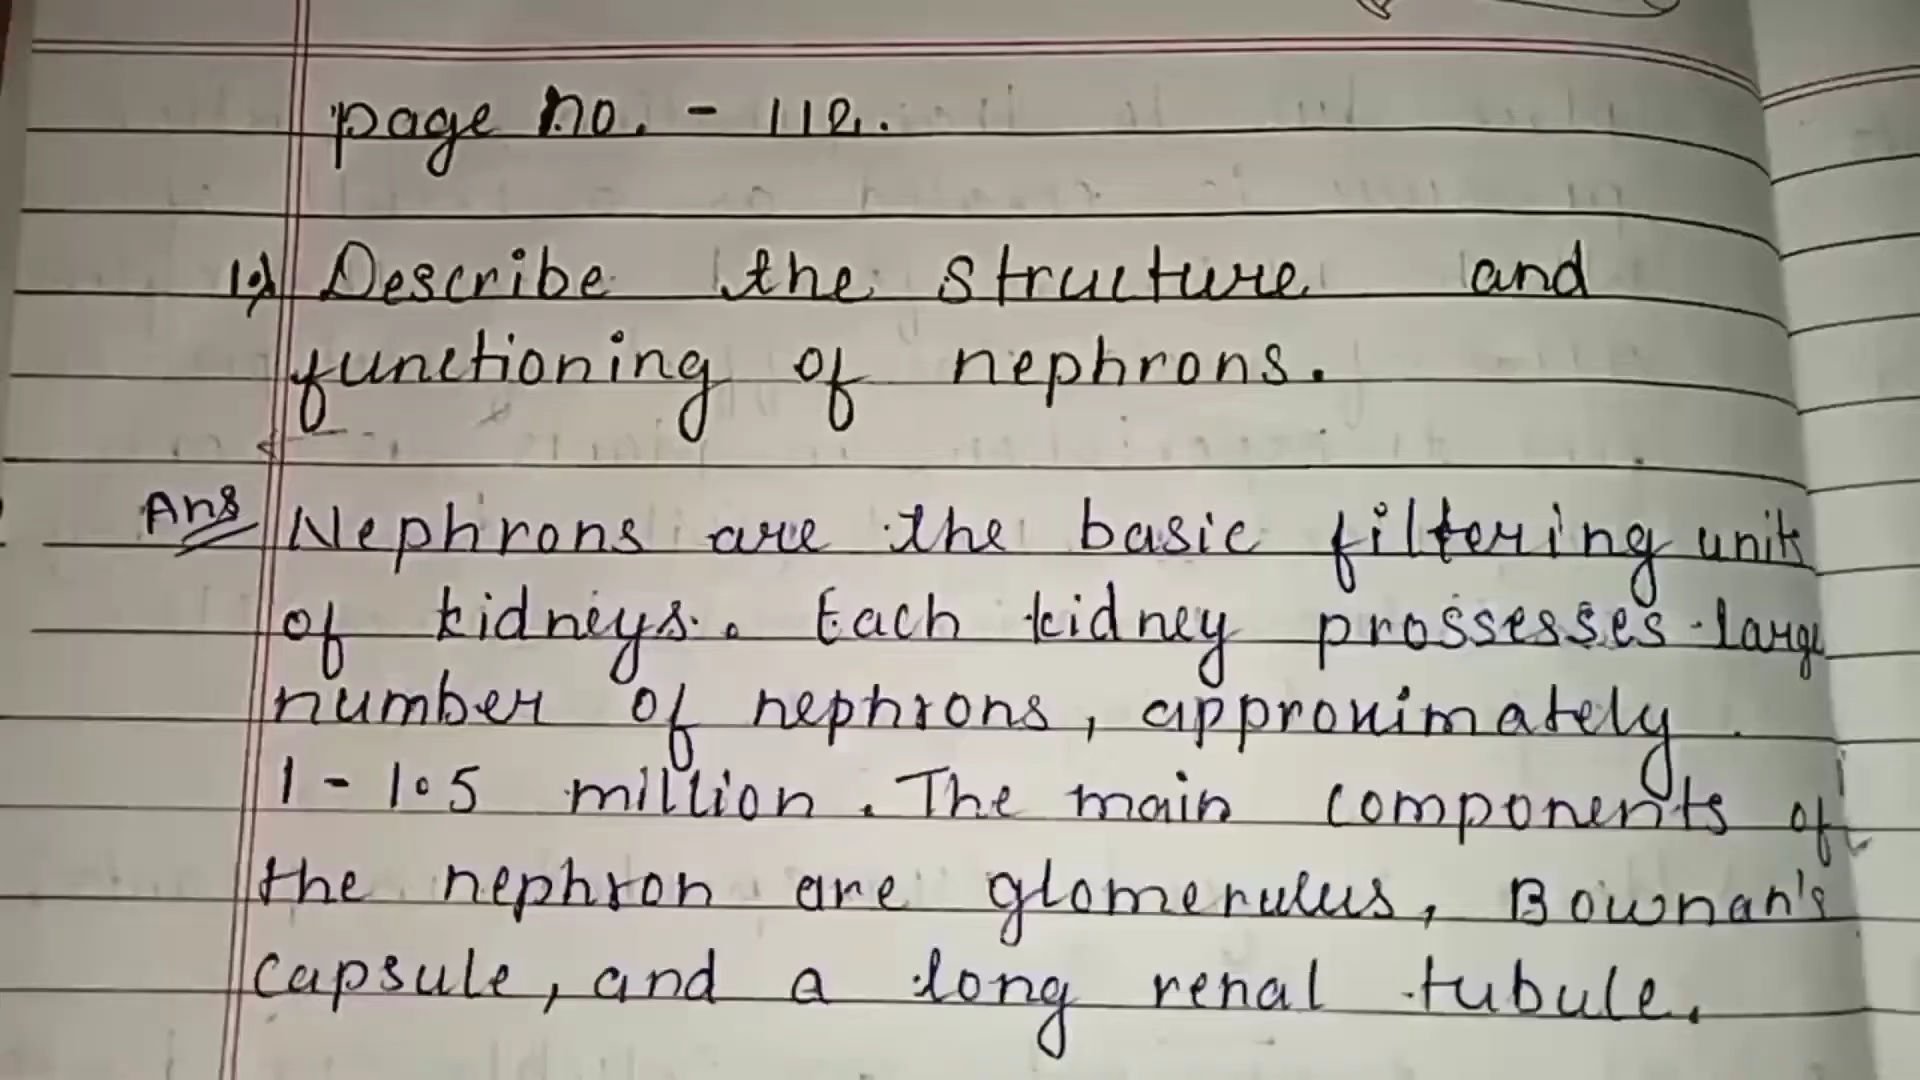 page no. - 112.
1.) Describe the structure and
functioning of nephrons.
Ans Nephrons are the basic filtering units
of kidneys. Each kidney prossesses large
number of nephrons, approximately
1 - 1.5 million. The main components of
the nephron are glomerulus, Bowman's
capsule, and a long renal tubule.